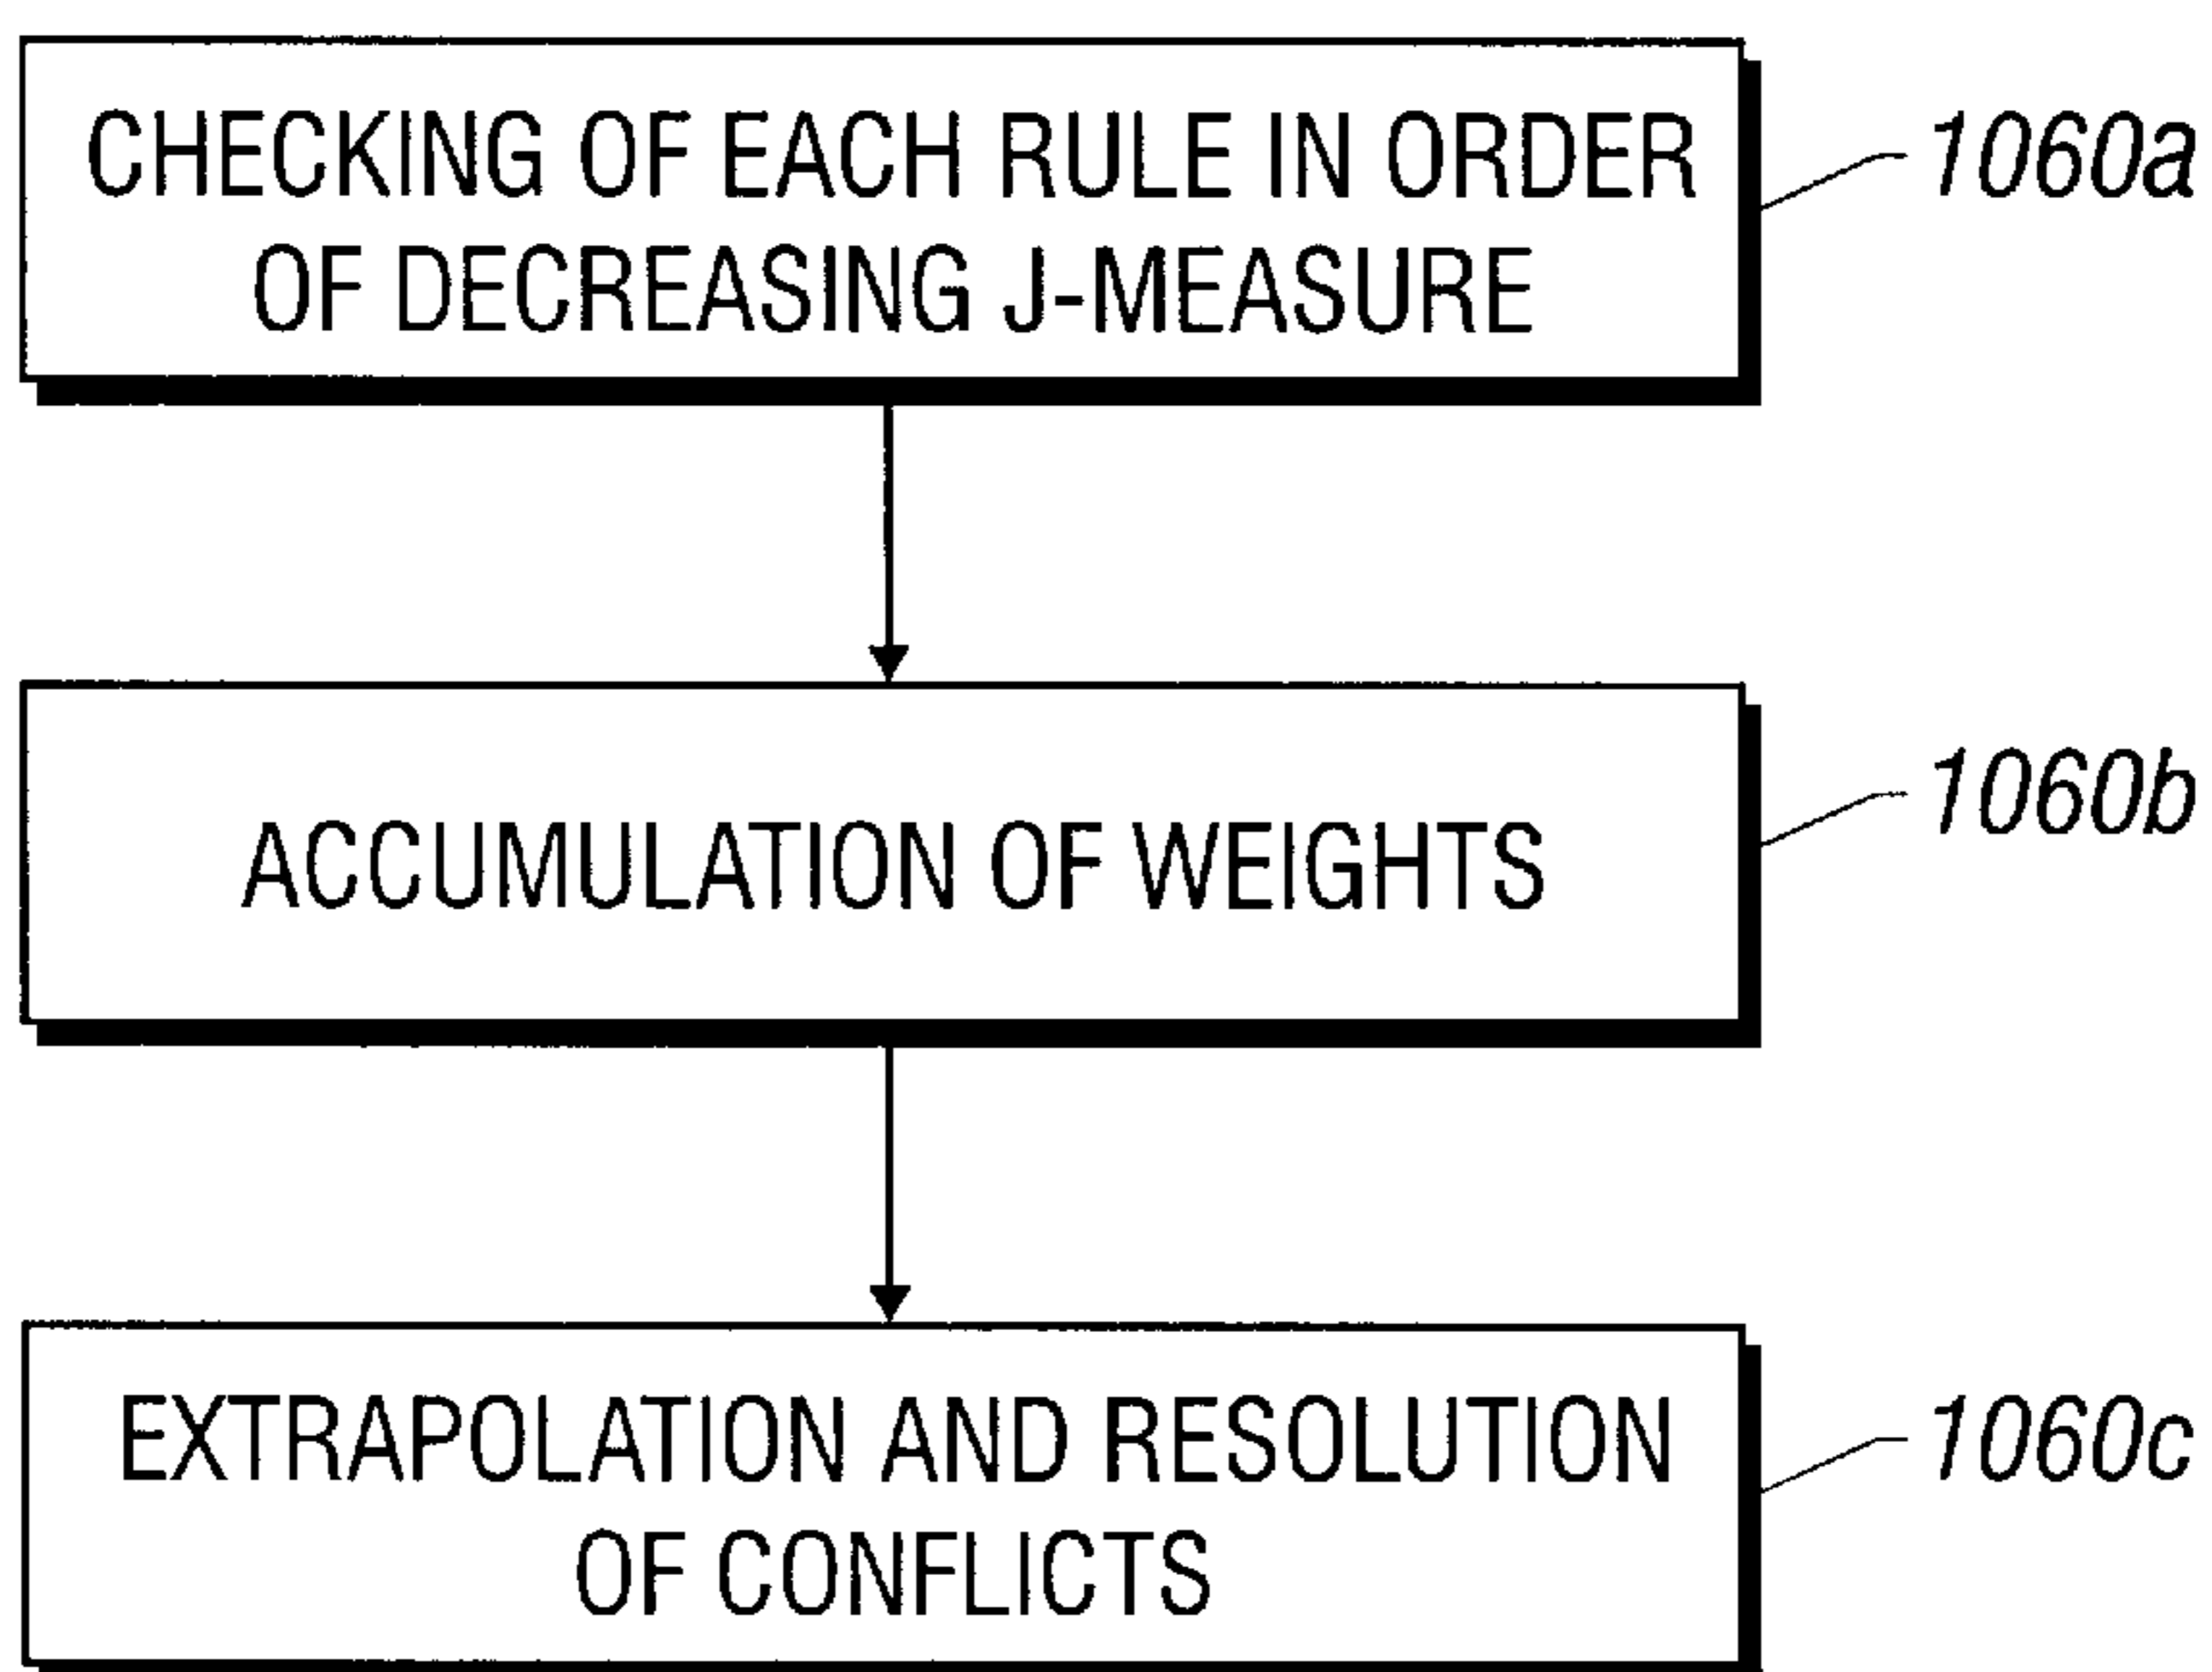 CHECKING OF EACH RULE IN ORDER
OF DECREASING J-MEASURE
1060a
ACCUMULATION OF WEIGHTS
1060b
EXTRAPOLATION AND RESOLUTION
OF CONFLICTS
1060c